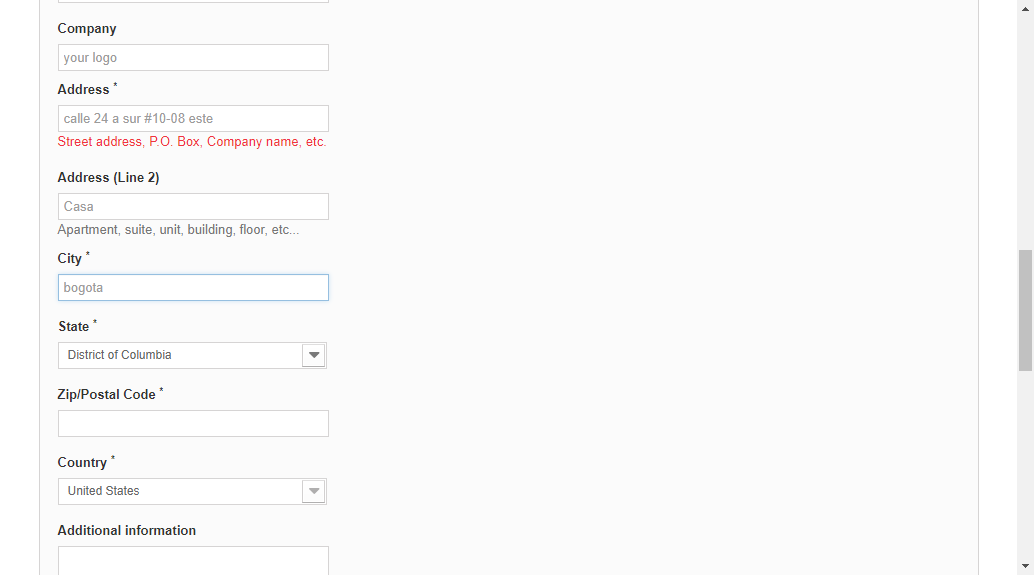 Company
your logo
Address *
calle 24 a sur #10-08 este
Street address, P.O. Box, Company name, etc.
Address (Line 2)
Casa
Apartment, suite, unit, building, floor, etc...
City *
bogota
State *
District of Columbia
Zip/Postal Code *
Country *
United States
Additional information